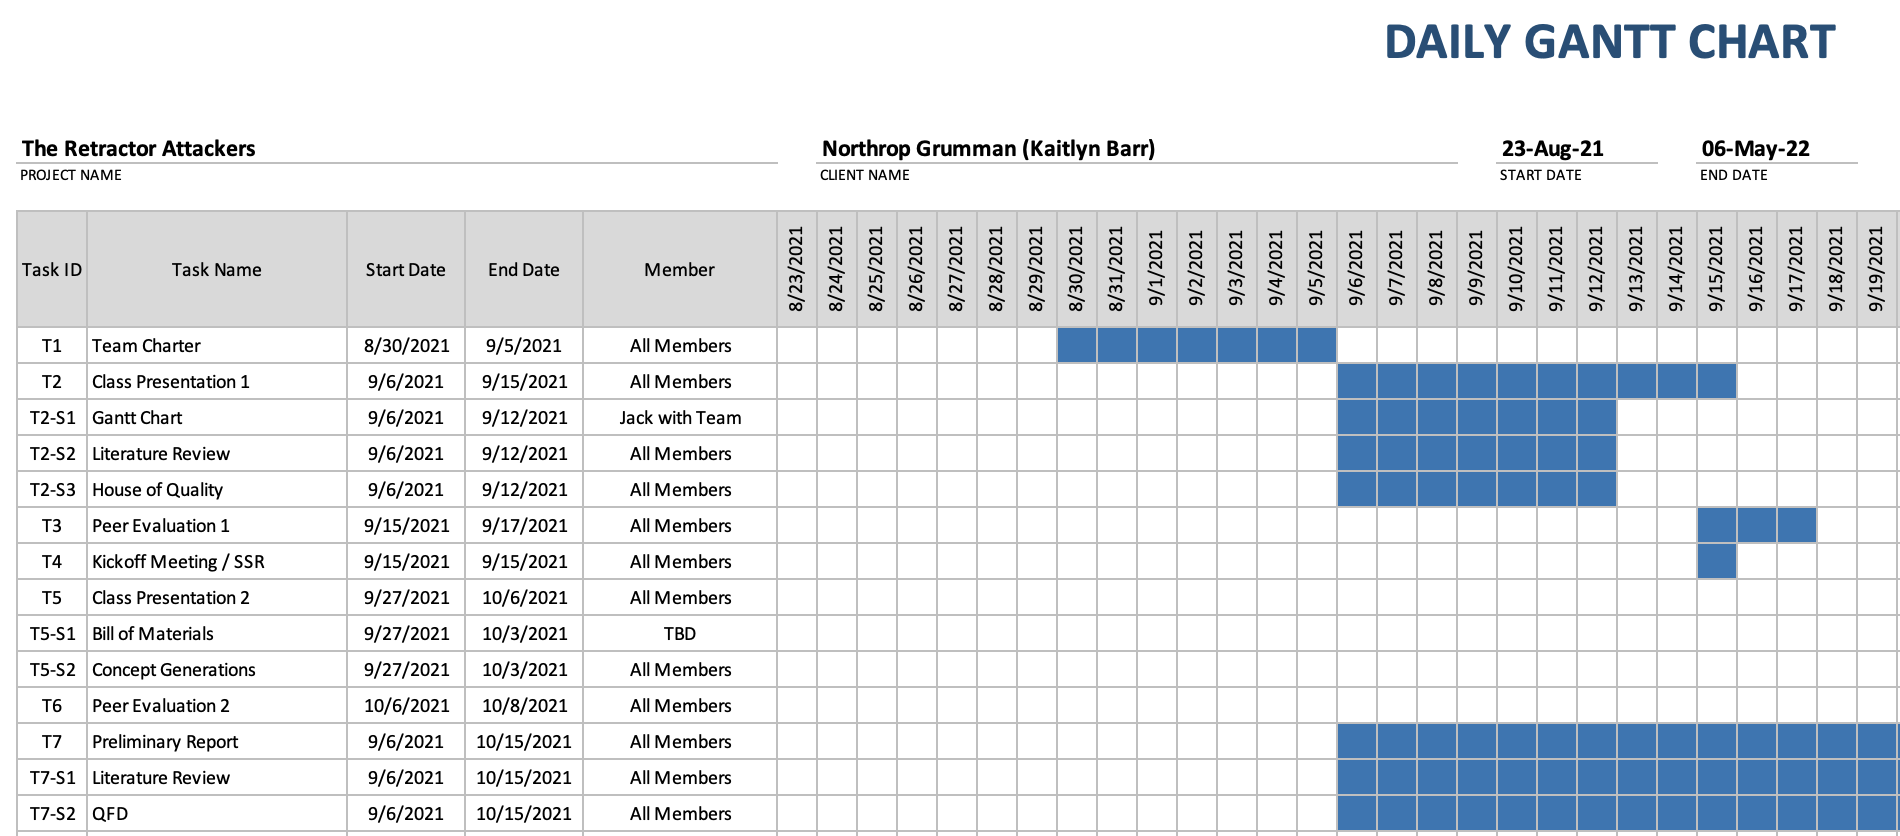 DAILY GANTT CHART
The Retractor Attackers Northrop Grumman (Kaitlyn Barr) 23-Aug-21 06-May-22
PROJECT NAME CLIENT NAME START DATE END DATE
Task ID Task Name Start Date End Date Member 8/23/2021 8/24/2021 8/25/2021 8/26/2021 8/27/2021 8/28/2021 8/29/2021 8/30/2021 8/31/2021 9/1/2021 9/2/2021 9/3/2021 9/4/2021 9/5/2021 9/6/2021 9/7/2021 9/8/2021 9/9/2021 9/10/2021 9/11/2021 9/12/2021 9/13/2021 9/14/2021 9/15/2021 9/16/2021 9/17/2021 9/18/2021 9/19/2021
T1 Team Charter 8/30/2021 9/5/2021 All Members
T2 Class Presentation 1 9/6/2021 9/15/2021 All Members
T2-S1 Gantt Chart 9/6/2021 9/12/2021 Jack with Team
T2-S2 Literature Review 9/6/2021 9/12/2021 All Members
T2-S3 House of Quality 9/6/2021 9/12/2021 All Members
T3 Peer Evaluation 1 9/15/2021 9/17/2021 All Members
T4 Kickoff Meeting / SSR 9/15/2021 9/15/2021 All Members
T5 Class Presentation 2 9/27/2021 10/6/2021 All Members
T5-S1 Bill of Materials 9/27/2021 10/3/2021 TBD
T5-S2 Concept Generations 9/27/2021 10/3/2021 All Members
T6 Peer Evaluation 2 10/6/2021 10/8/2021 All Members
T7 Preliminary Report 9/6/2021 10/15/2021 All Members
T7-S1 Literature Review 9/6/2021 10/15/2021 All Members
T7-S2 QFD 9/6/2021 10/15/2021 All Members